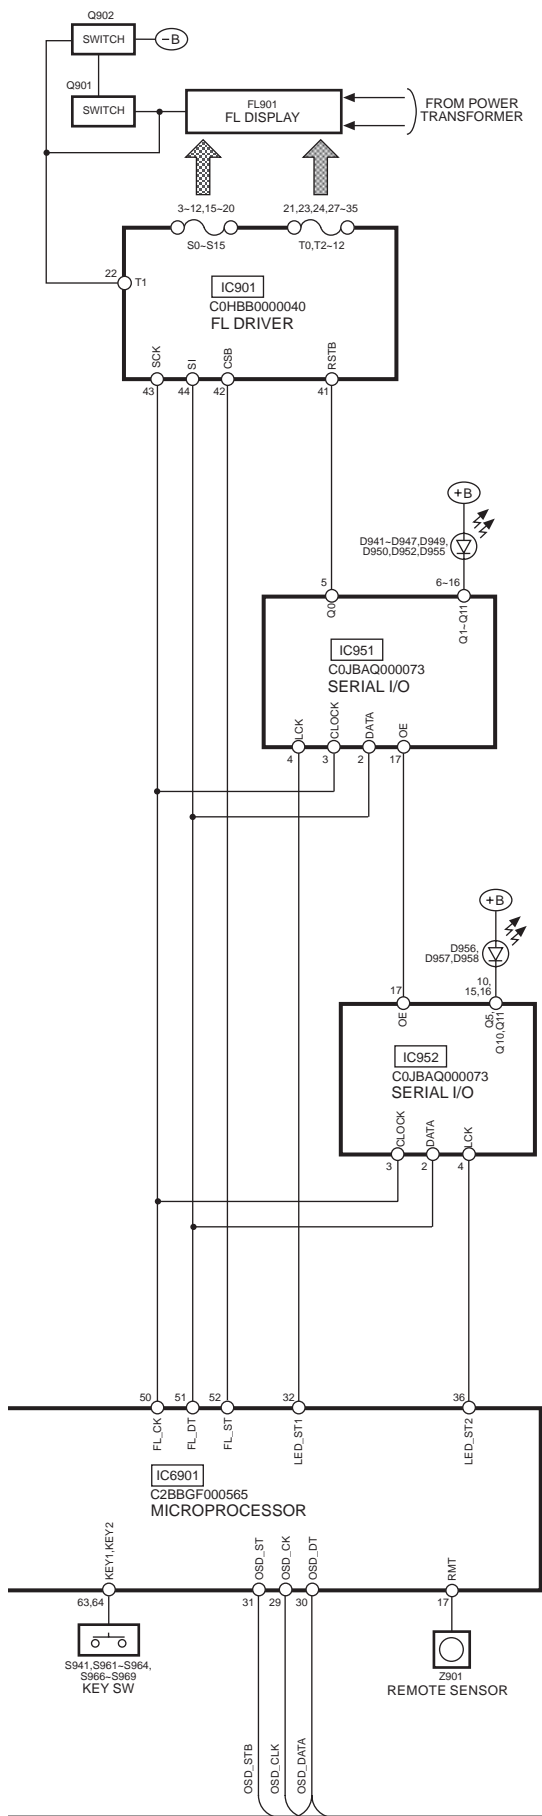 Q902
SWITCH
−B
Q901
SWITCH
FL901
FL DISPLAY
FROM POWER
TRANSFORMER
3~12,15~20
21,23,24,27~35
S0~S15
T0,T2~12
22
T1
IC901
C0HBB0000040
FL DRIVER
SCK
SI
CSB
RSTB
43
44
42
41
+B
D941~D947,D949,
D950,D952,D955
5
6~16
Q0
Q1~Q11
IC951
C0JBAQ000073
SERIAL I/O
LCK
CLOCK
DATA
OE
4
3
2
17
+B
D956,
D957,D958
17
10,
15,16
OE
Q5,
Q10,Q11
IC952
C0JBAQ000073
SERIAL I/O
CLOCK
DATA
LCK
3
2
4
50
51
52
32
36
FL_CK
FL_DT
FL_ST
LED_ST1
LED_ST2
IC6901
C2BBGF000565
MICROPROCESSOR
KEY1,KEY2
OSD_ST
OSD_CK
OSD_DT
RMT
63,64
31
29
30
17
S941,S961~S964,
S966~S969
KEY SW
Z901
REMOTE SENSOR
OSD_STB
OSD_CLK
OSD_DATA